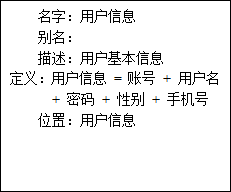 名字：用户信息
别名：
描述：用户基本信息
定义：用户信息 = 账号 + 用户名
+ 密码 + 性别 + 手机号
位置：用户信息